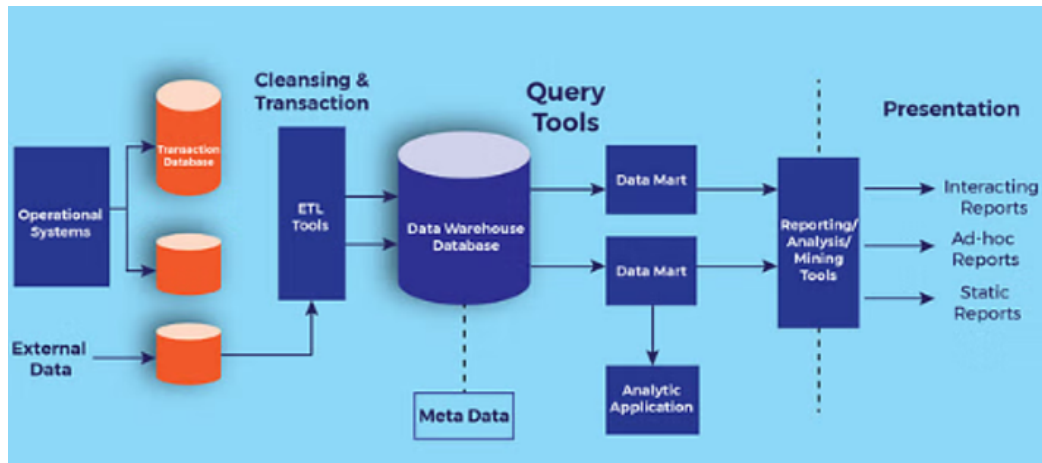 Cleansing &
Transaction
Query
Tools
Presentation
Transaction
Database
Operational
Systems
ETL
Tools
Data Warehouse
Database
Data Mart
Data Mart
Reporting/
Analysis/
Mining
Tools
Interacting
Reports
Ad-hoc
Reports
Static
Reports
External
Data
Meta Data
Analytic
Application